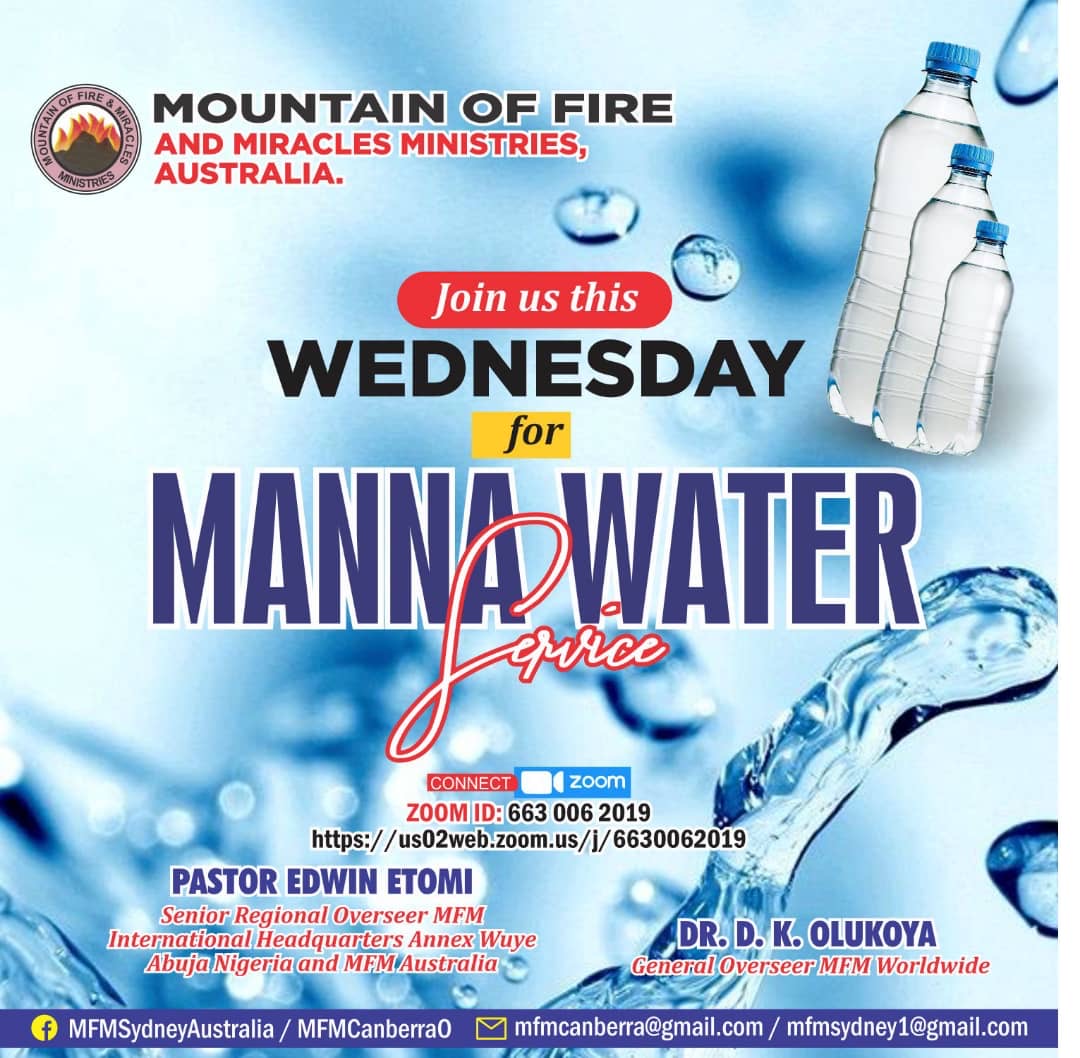 MOUNTAIN OF FIRE & MIRACLES
MINISTRIES
MOUNTAIN OF FIRE
AND MIRACLES MINISTRIES,
AUSTRALIA.
Join us this
WEDNESDAY
for
MANNA WATER
Service
CONNECT zoom
ZOOM ID: 663 006 2019
https://us02web.zoom.us/j/6630062019
PASTOR EDWIN ETOMI
Senior Regional Overseer MFM
International Headquarters Annex Wuye
Abuja Nigeria and MFM Australia
DR. D. K. OLUKOYA
General Overseer MFM Worldwide
MFMSydneyAustralia / MFMCanberraO mfmcanberra@gmail.com / mfmsydney1@gmail.com